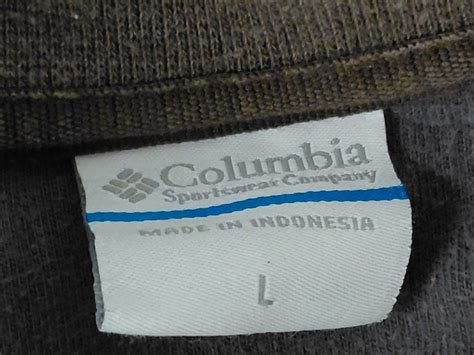 Columbia
Sportswear Company
MADE IN INDONESIA
L